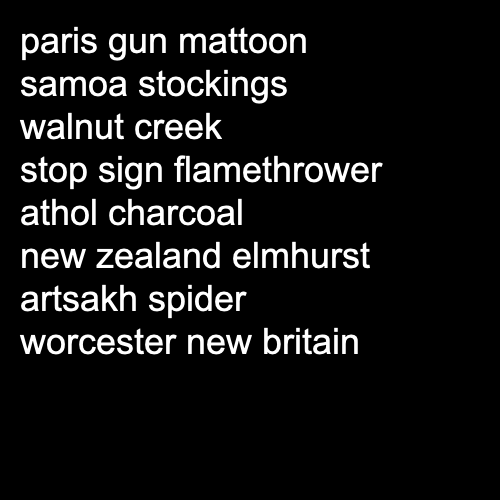 paris gun mattoon
samoa stockings
walnut creek
stop sign flamethrower
athol charcoal
new zealand elmhurst
artsakh spider
worcester new britain